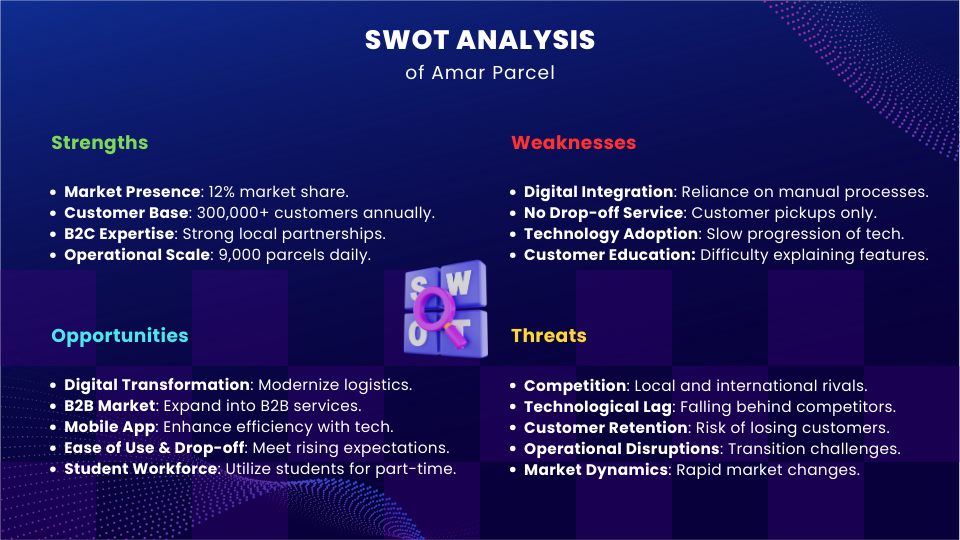 SWOT ANALYSIS
of Amar Parcel
Strengths
• Market Presence: 12% market share.
• Customer Base: 300,000+ customers annually.
• B2C Expertise: Strong local partnerships.
• Operational Scale: 9,000 parcels daily.
Weaknesses
• Digital Integration: Reliance on manual processes.
• No Drop-off Service: Customer pickups only.
• Technology Adoption: Slow progression of tech.
• Customer Education: Difficulty explaining features.
S W
O T
Opportunities
• Digital Transformation: Modernize logistics.
• B2B Market: Expand into B2B services.
• Mobile App: Enhance efficiency with tech.
• Ease of Use & Drop-off: Meet rising expectations.
• Student Workforce: Utilize students for part-time.
Threats
• Competition: Local and international rivals.
• Technological Lag: Falling behind competitors.
• Customer Retention: Risk of losing customers.
• Operational Disruptions: Transition challenges.
• Market Dynamics: Rapid market changes.